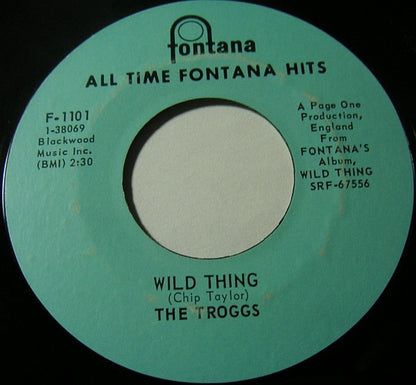 fontana
ALL TIME FONTANA HITS
F-1101
1-38069
Blackwood
Music Inc.
(BMI) 2:30
A Page One
Production,
England
From
FONTANA'S
Album,
WILD THING
SRF-67556
WILD THING
(Chip Taylor)
THE TROGGS